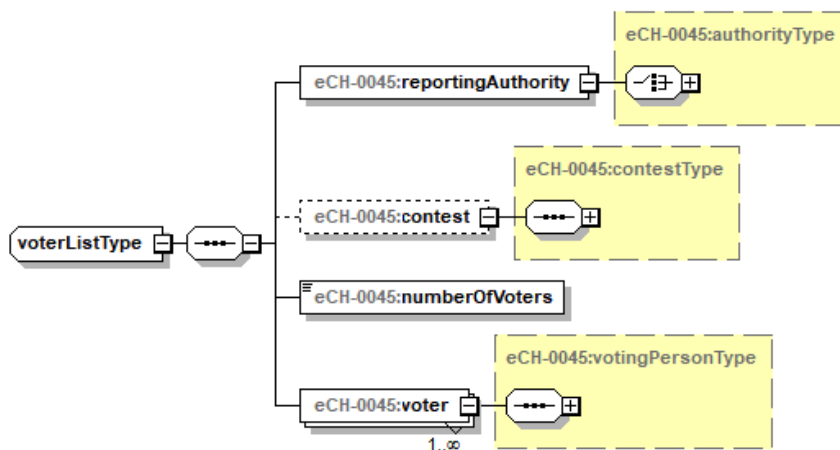 eCH-0045:authorityType
eCH-0045:reportingAuthority
eCH-0045:contestType
eCH-0045:contest
voterListType
eCH-0045:numberOfVoters
eCH-0045:votingPersonType
eCH-0045:voter
1..∞